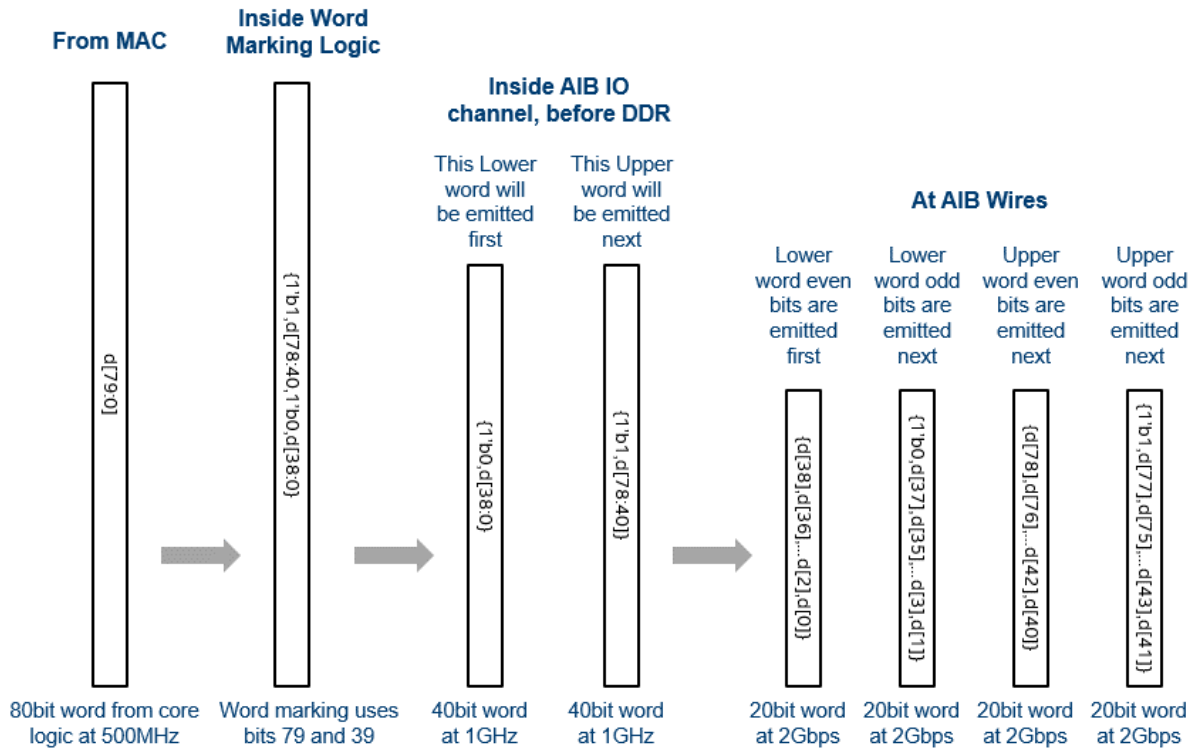 From MAC
Inside Word
Marking Logic
Inside AIB IO
channel, before DDR
This Lower
word will
be emitted
first
This Upper
word will
be emitted
next
At AIB Wires
Lower
word even
bits are
emitted
first
Lower
word odd
bits are
emitted
next
Upper
word even
bits are
emitted
next
Upper
word odd
bits are
emitted
next
d[79:0]
{1'b1,d[78:40,1'b0,d[38:0}
{1'b0,d[38:0}
{1'b1,d[78:40]}
{d[38],d[36],...d[2],d[0]}
{1'b0,d[37],d[35],...d[3],d[1]}
{d[78],d[76],...d[42],d[40]}
{1'b1,d[77],d[75],...d[43],d[41]}
80bit word from core
logic at 500MHz
Word marking uses
bits 79 and 39
40bit word
at 1GHz
40bit word
at 1GHz
20bit word
at 2Gbps
20bit word
at 2Gbps
20bit word
at 2Gbps
20bit word
at 2Gbps